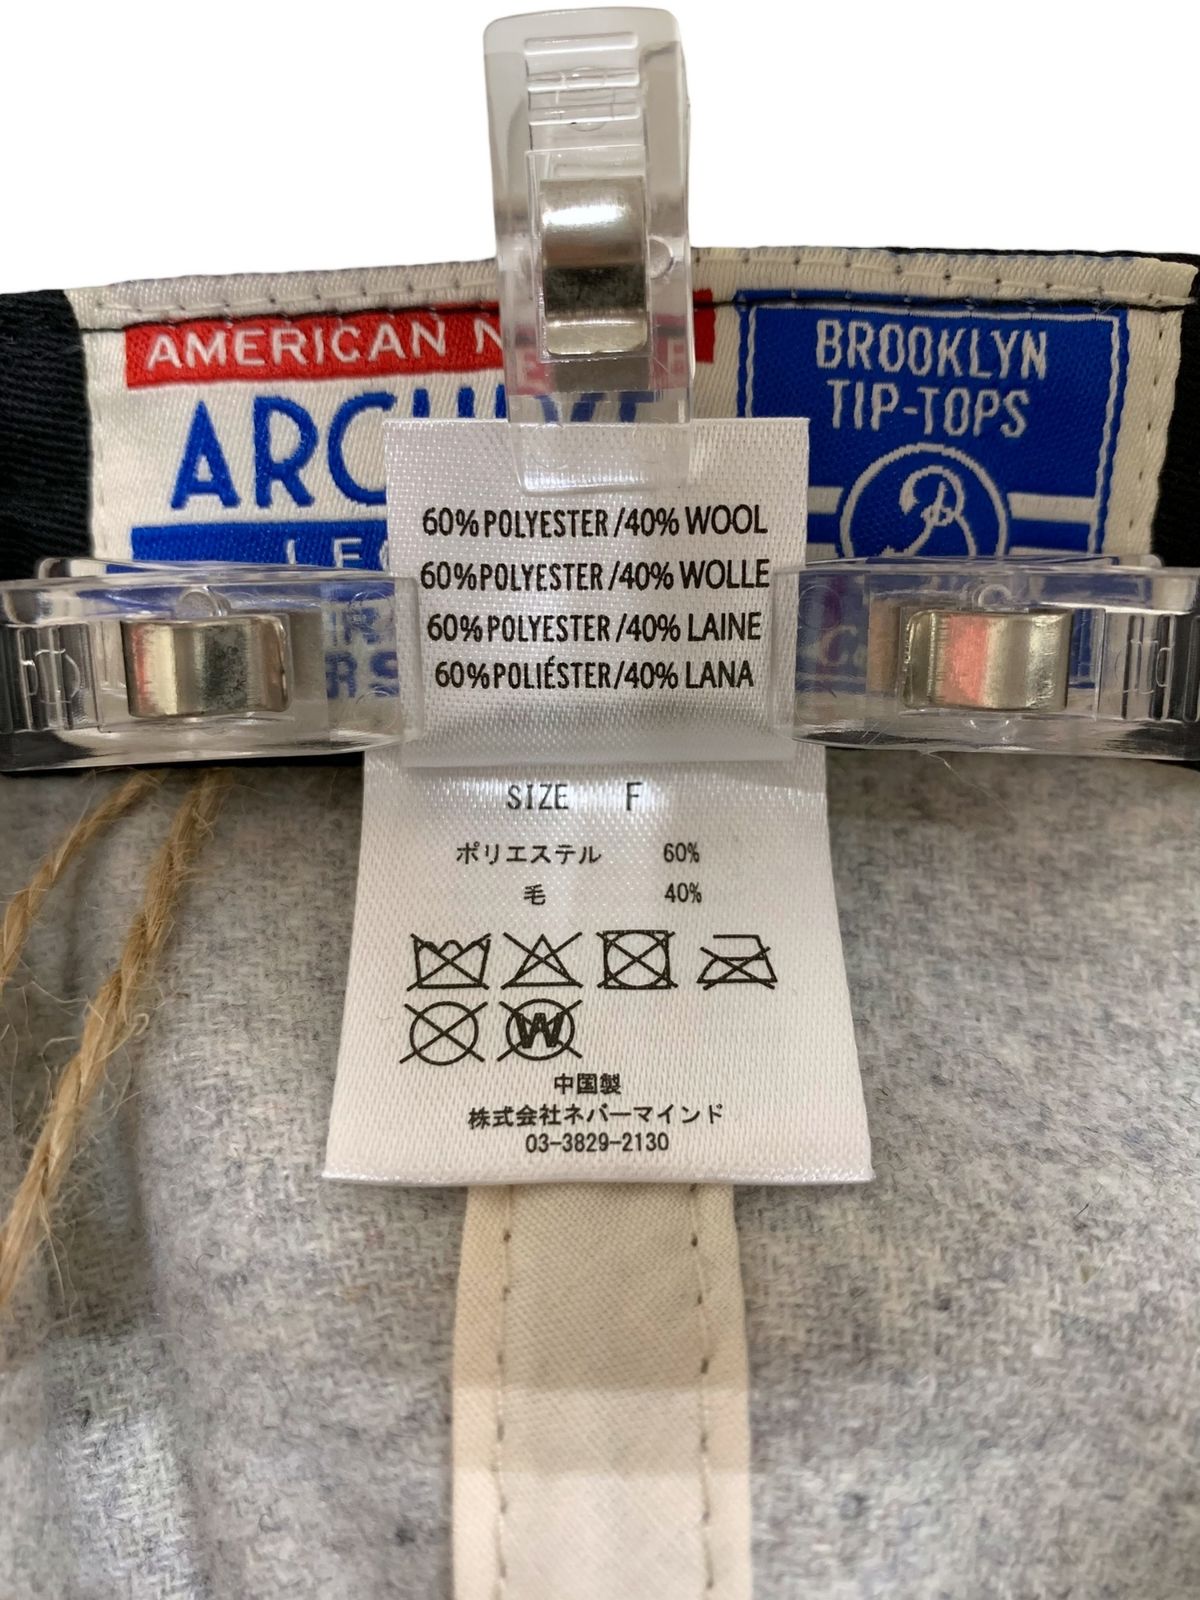 AMERICAN
BROOKLYN
TIP-TOPS
B
60% POLYESTER/40% WOOL
60% POLYESTER/40% WOLLE
60% POLYESTER/40% LAINE
60% POLIÉSTER/40% LANA
SIZE F
ポリエステル 60%
毛 40%
W
中国製
株式会社ネバーマインド
03-3829-2130